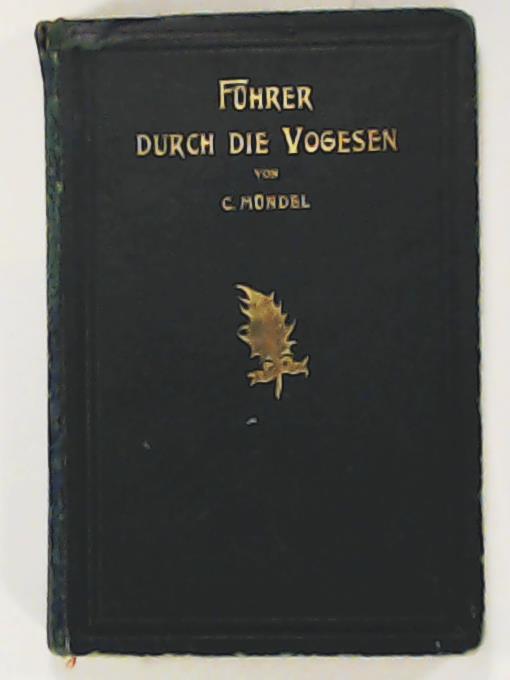 FÜHRER
DURCH DIE VOGESEN
VON
C. MÜNDEL